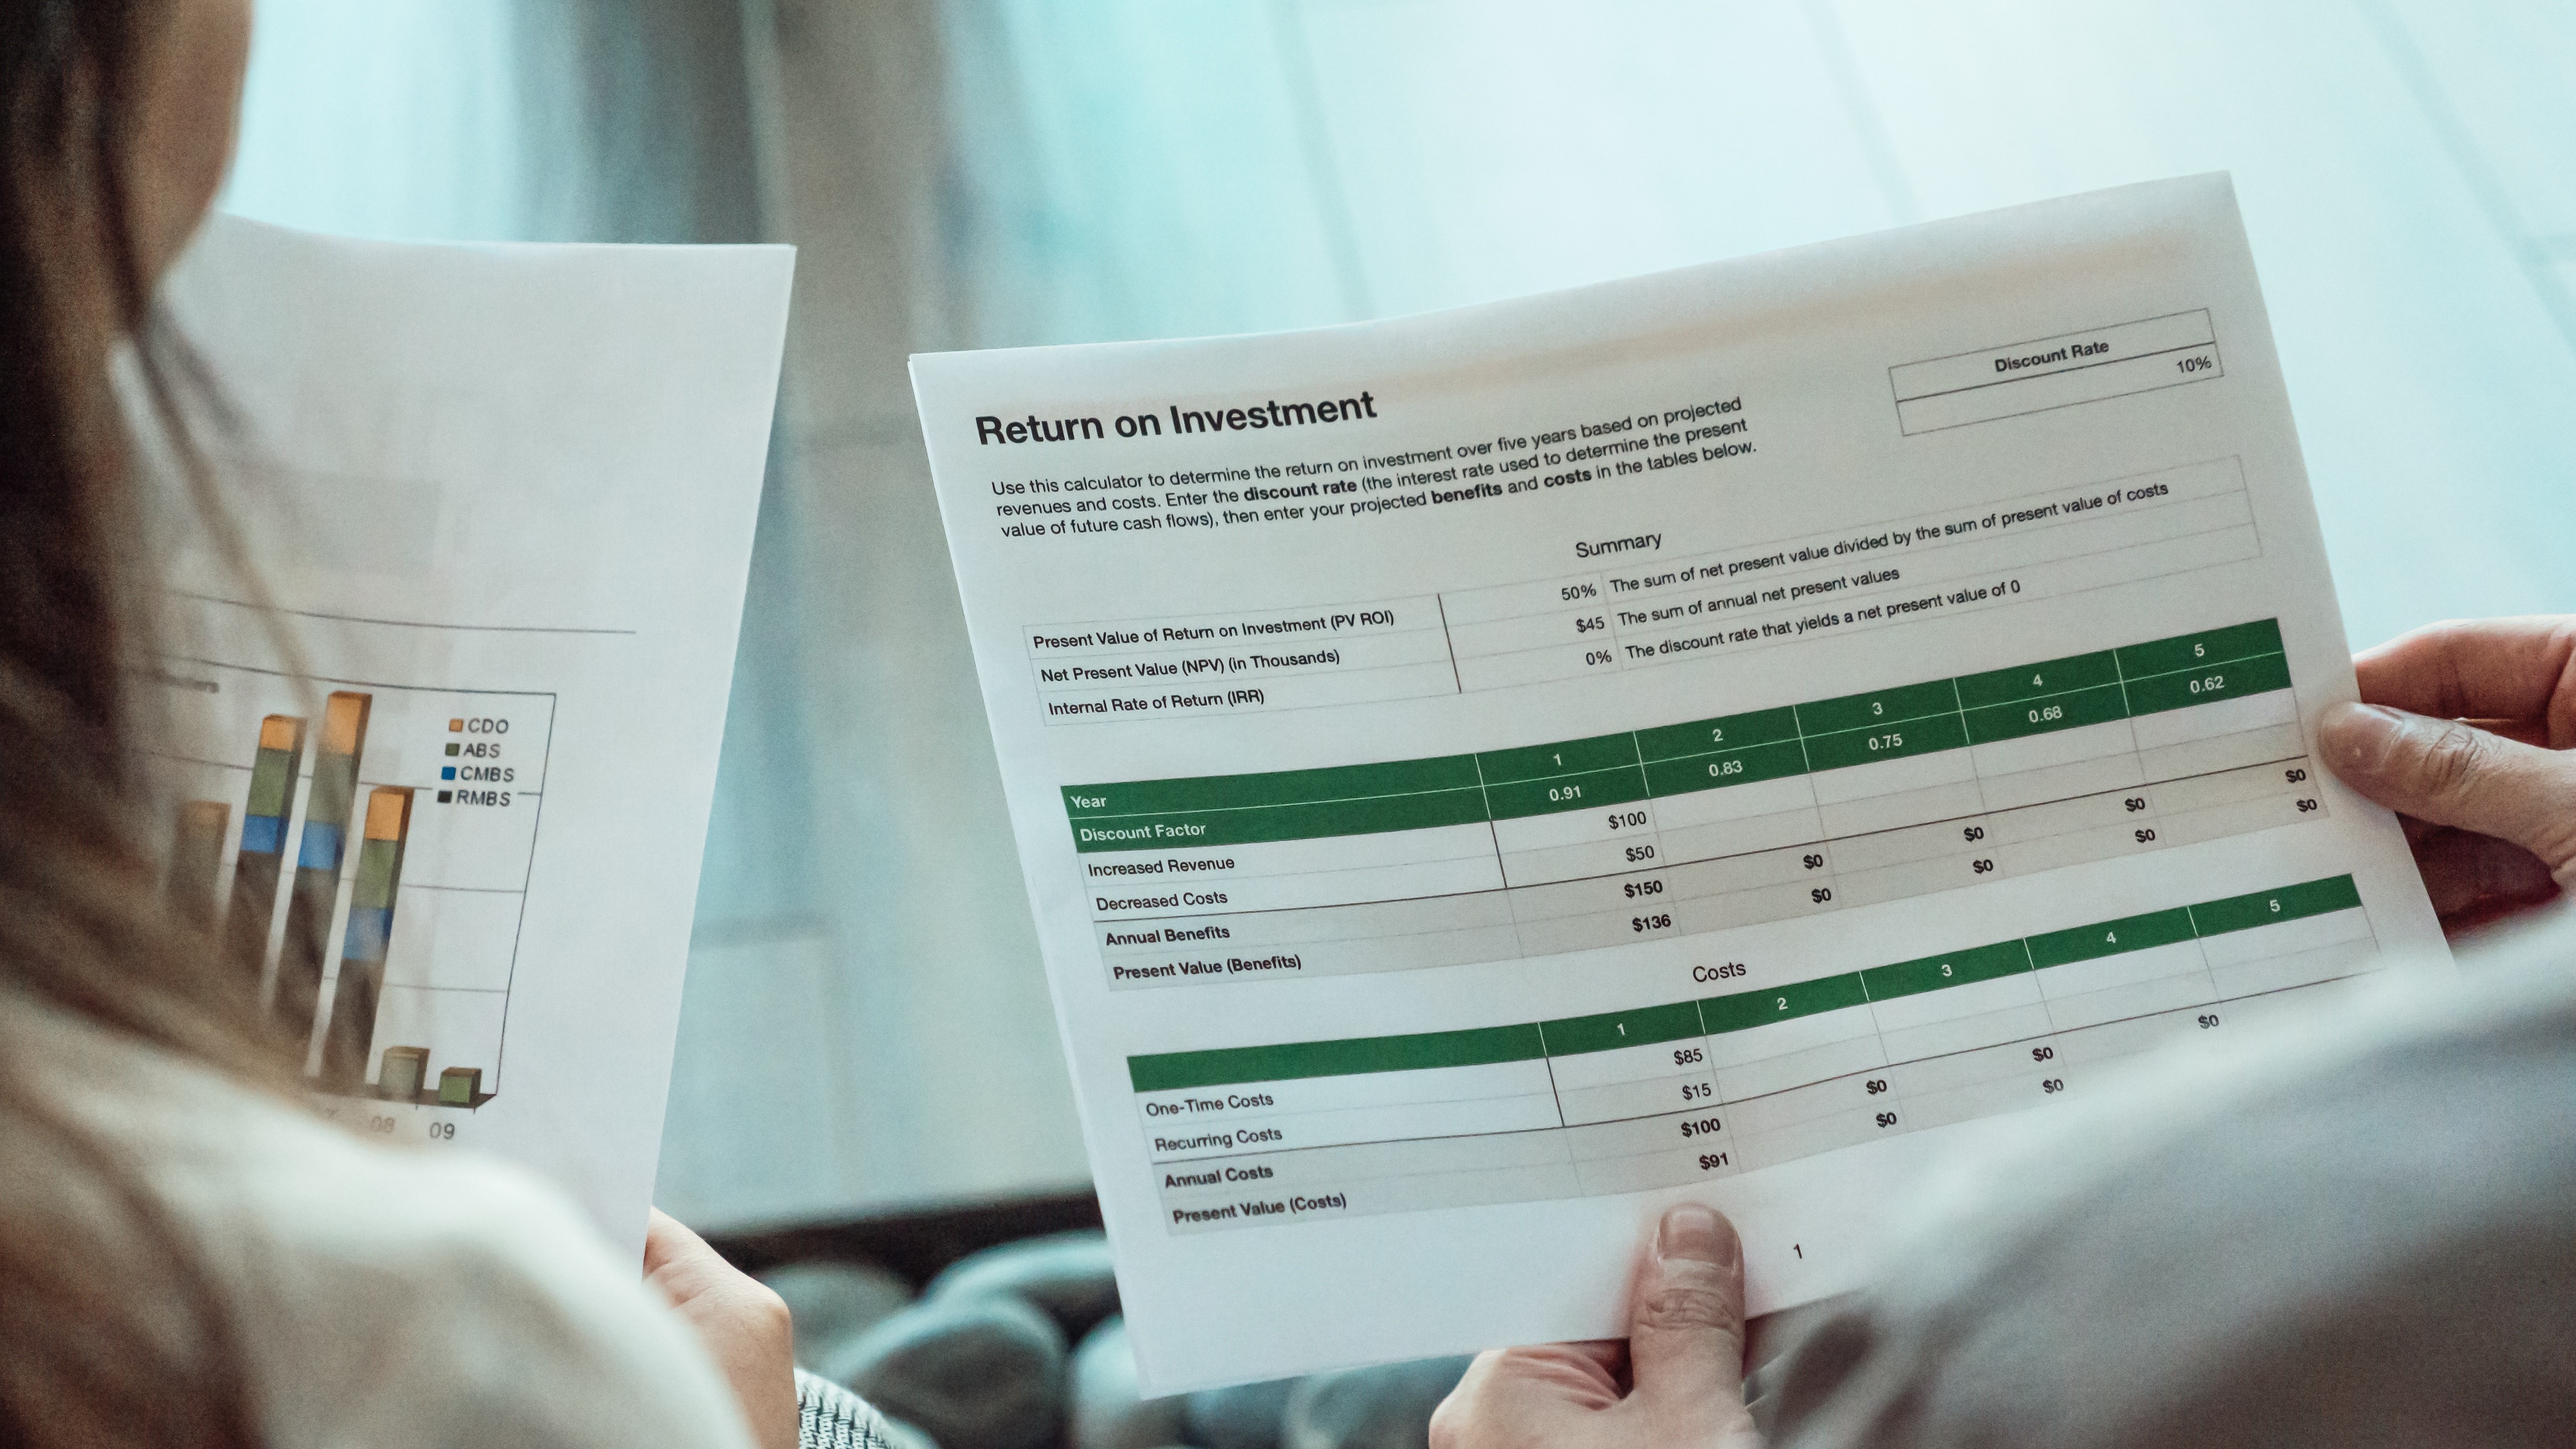 CDO
ABS
CMBS
RMBS
08 09
Return on Investment
Use this calculator to determine the return on investment over five years based on projected
revenues and costs. Enter the discount rate (the interest rate used to determine the present
value of future cash flows), then enter your projected benefits and costs in the tables below.
Discount Rate
10%
Summary
Present Value of Return on Investment (PV ROI) 50% The sum of net present value divided by the sum of present value of costs
Net Present Value (NPV) (in Thousands) $45 The sum of annual net present values
Internal Rate of Return (IRR) 0% The discount rate that yields a net present value of 0
Year 1 2 3 4 5
Discount Factor 0.91 0.83 0.75 0.68 0.62
Increased Revenue $100
Decreased Costs $50
Annual Benefits $150 $0 $0 $0 $0
Present Value (Benefits) $136 $0 $0 $0 $0
Costs
1 2 3 4 5
One-Time Costs $85
Recurring Costs $15
Annual Costs $100 $0 $0 $0
Present Value (Costs) $91 $0 $0
1